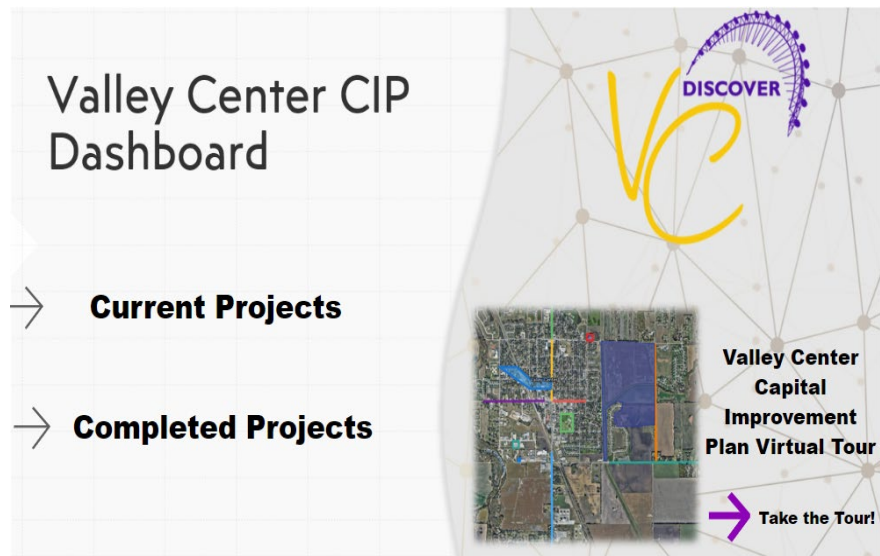 Valley Center CIP
Dashboard
DISCOVER
VC
Current Projects
Completed Projects
Valley Center
Capital
Improvement
Plan Virtual Tour
Take the Tour!